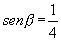 senβ = 1/4